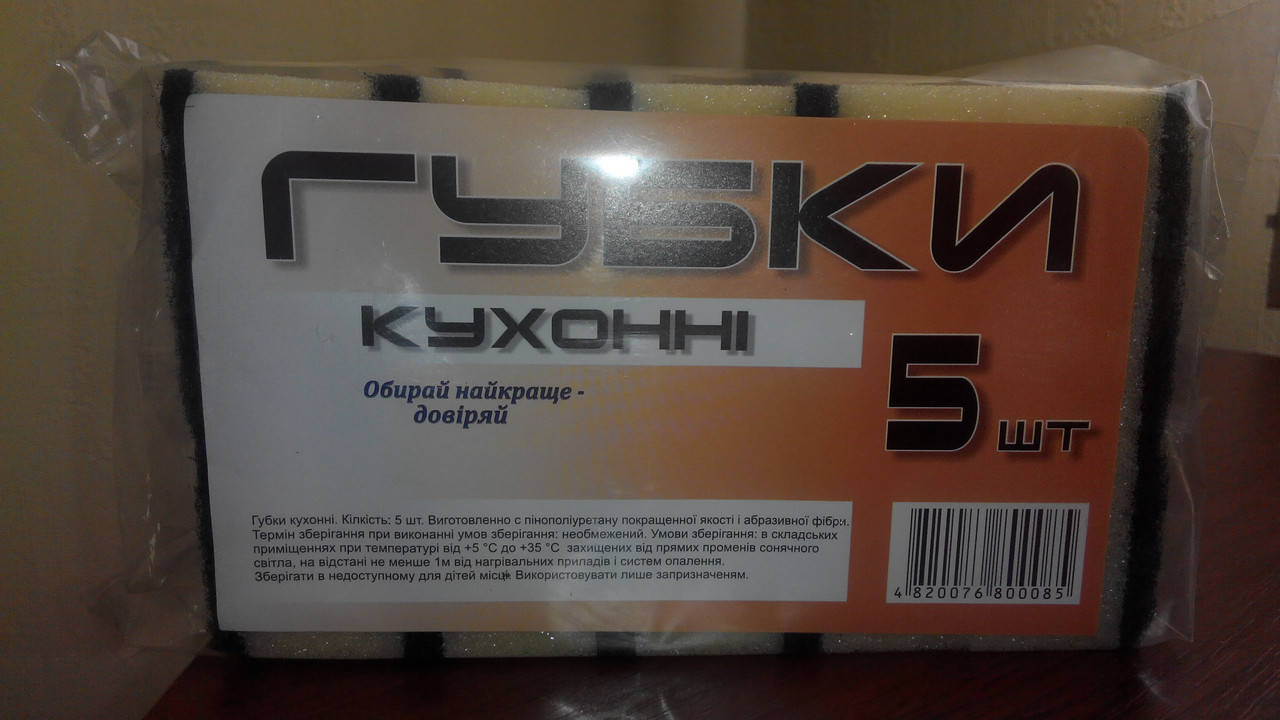 ГУБКИ
КУХОННІ
Обирай найкраще -
довіряй
5 шт
Губки кухонні. Кілкість: 5 шт. Виготовленно с пінополіуретану покращенної якості і абразивної фібри.
Термін зберігання при виконанні умов зберігання: необмежений. Умови зберігання: в складських
приміщеннях при температурі від +5 °C до +35 °C захищених від прямих променів сонячного
світла, на відстані не менше 1м від нагрівальних приладів і систем опалення.
Зберігати в недоступному для дітей місці. Використовувати лише запризначеням.
4 820076 800085